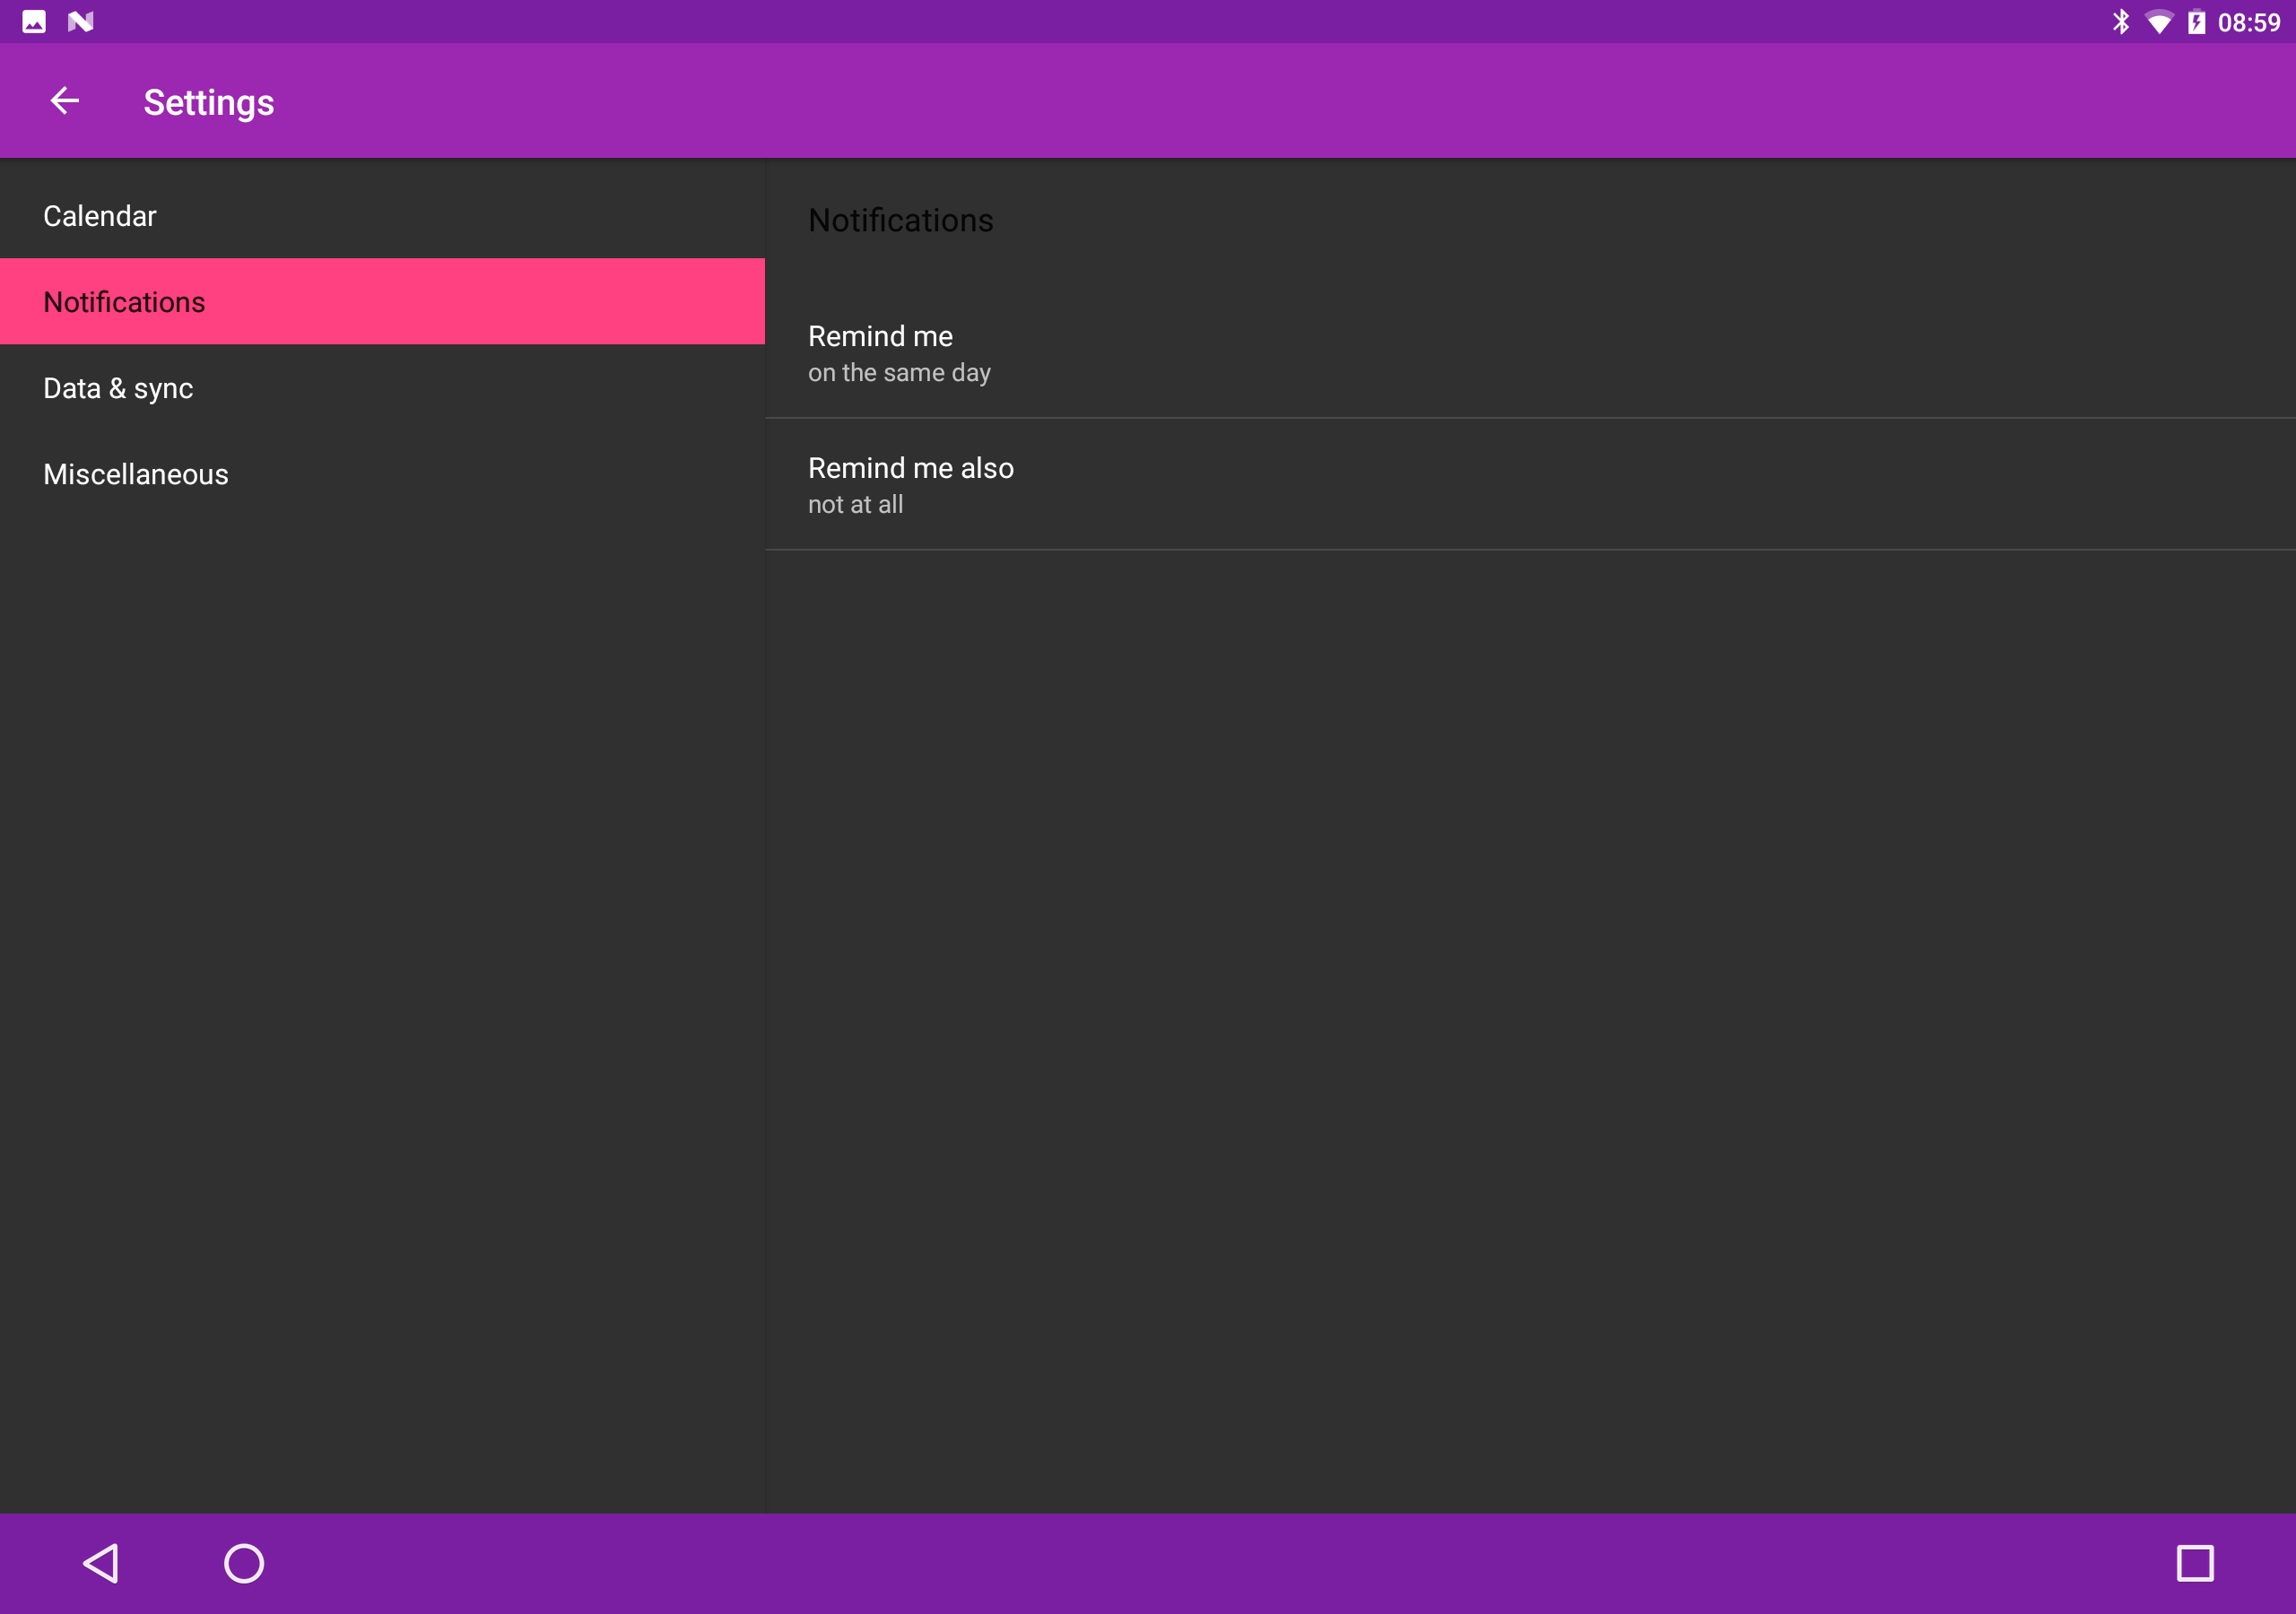 08:59
Settings
Calendar
Notifications
Data & sync
Miscellaneous
Notifications
Remind me
on the same day
Remind me also
not at all